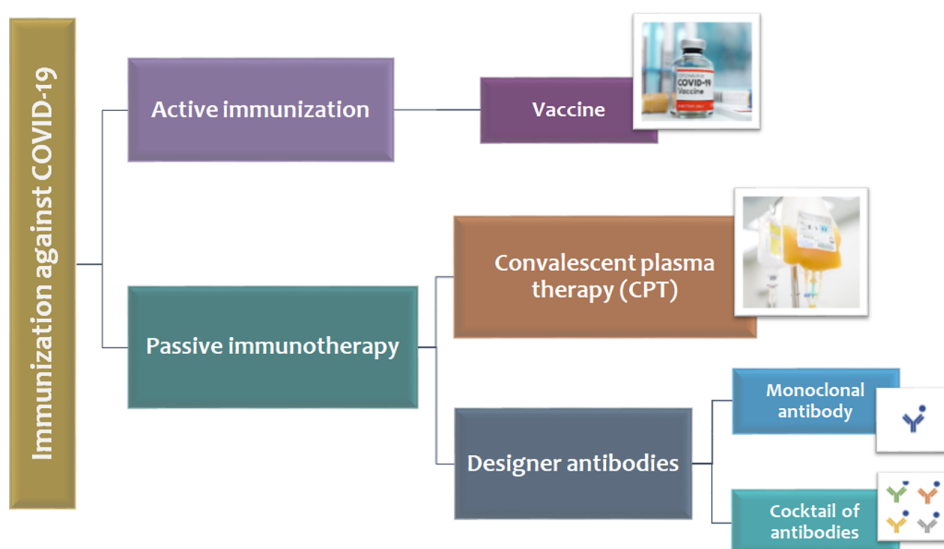 Immunization against COVID-19
Active immunization
Vaccine
COVID-19
Vaccine
Passive immunotherapy
Convalescent plasma
therapy (CPT)
Designer antibodies
Monoclonal
antibody
Cocktail of
antibodies